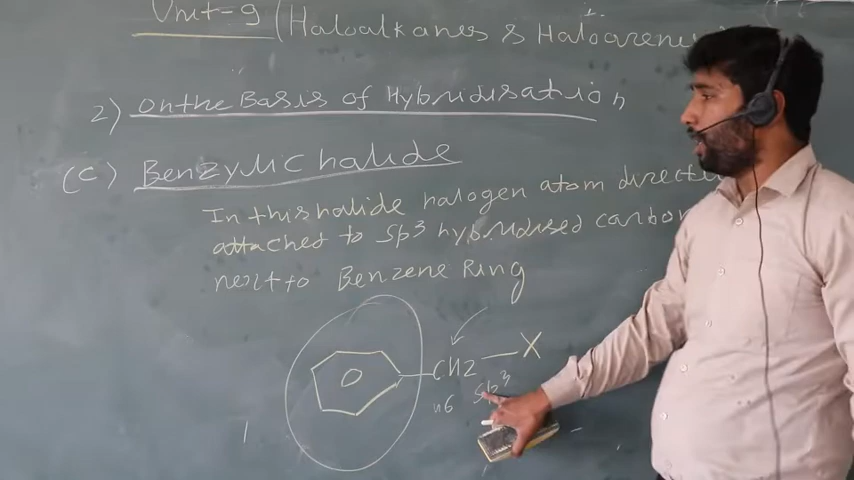 Unit=9 (Haloalkanes & Haloarenes
2) On the Basis of Hybridisation
(C) Benzylic halide
In this halide halogen atom directly
attached to Sp3 hybridised carbon
next to Benzene Ring
CH2 — X
Sp3